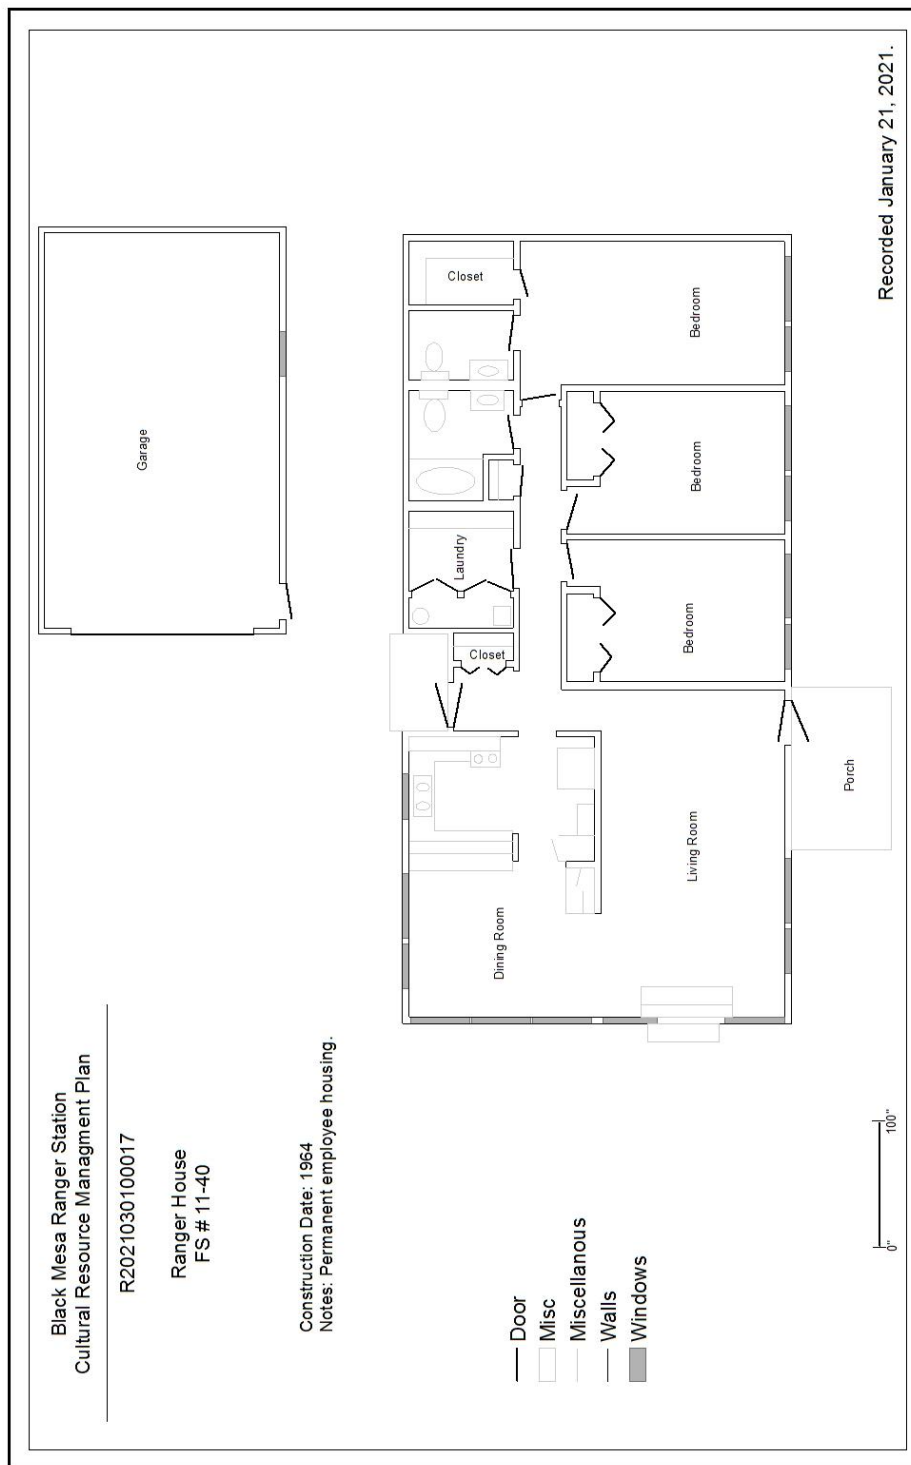 Black Mesa Ranger Station
Cultural Resource Managment Plan
R2021030100017
Ranger House
FS # 11-40
Construction Date: 1964
Notes: Permanent employee housing.
Door
Misc
Miscellanous
Walls
Windows
0"
100"
Garage
Dining Room
Living Room
Porch
Closet
Laundry
Closet
Bedroom
Bedroom
Bedroom
Recorded January 21, 2021.